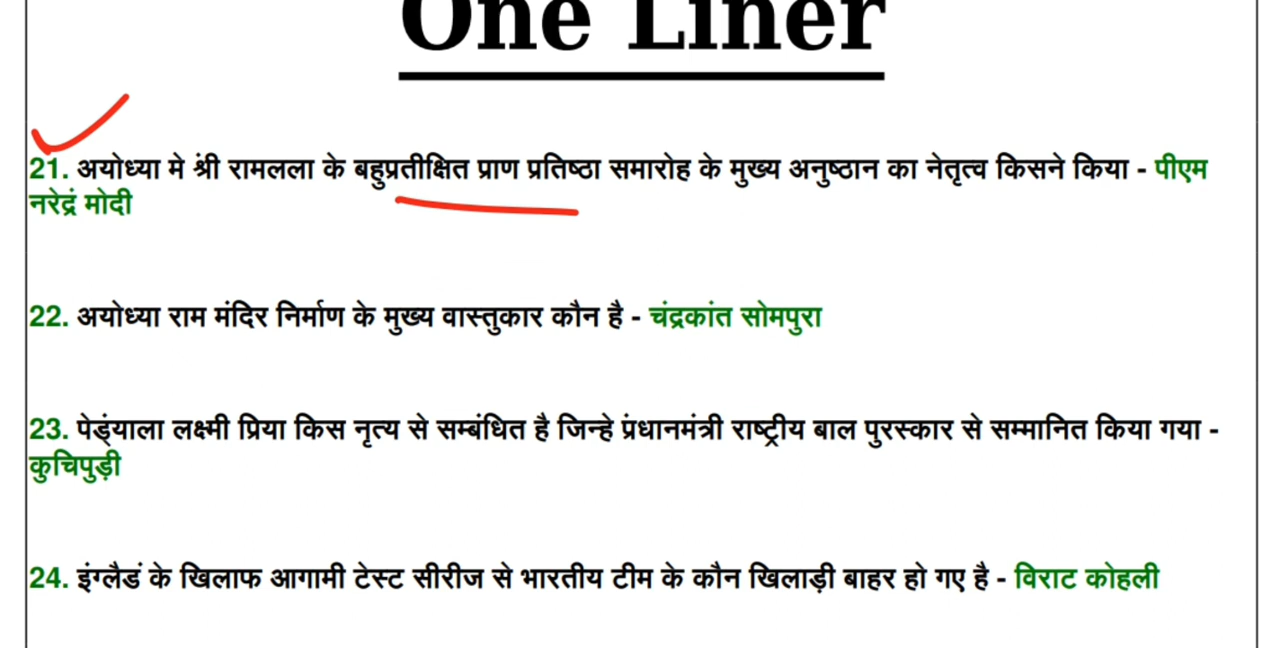 One Liner
21. अयोध्या मे श्री रामलला के बहुप्रतीक्षित प्राण प्रतिष्ठा समारोह के मुख्य अनुष्ठान का नेतृत्व किसने किया - पीएम
नरेद्रं मोदी
22. अयोध्या राम मंदिर निर्माण के मुख्य वास्तुकार कौन है - चंद्रकांत सोमपुरा
23. पेड्ंयाला लक्ष्मी प्रिया किस नृत्य से सम्बंधित है जिन्हे प्रंधानमंत्री राष्ट्रीय बाल पुरस्कार से सम्मानित किया गया -
कुचिपुड़ी
24. इंग्लैडं के खिलाफ आगामी टेस्ट सीरीज से भारतीय टीम के कौन खिलाड़ी बाहर हो गए है - विराट कोहली